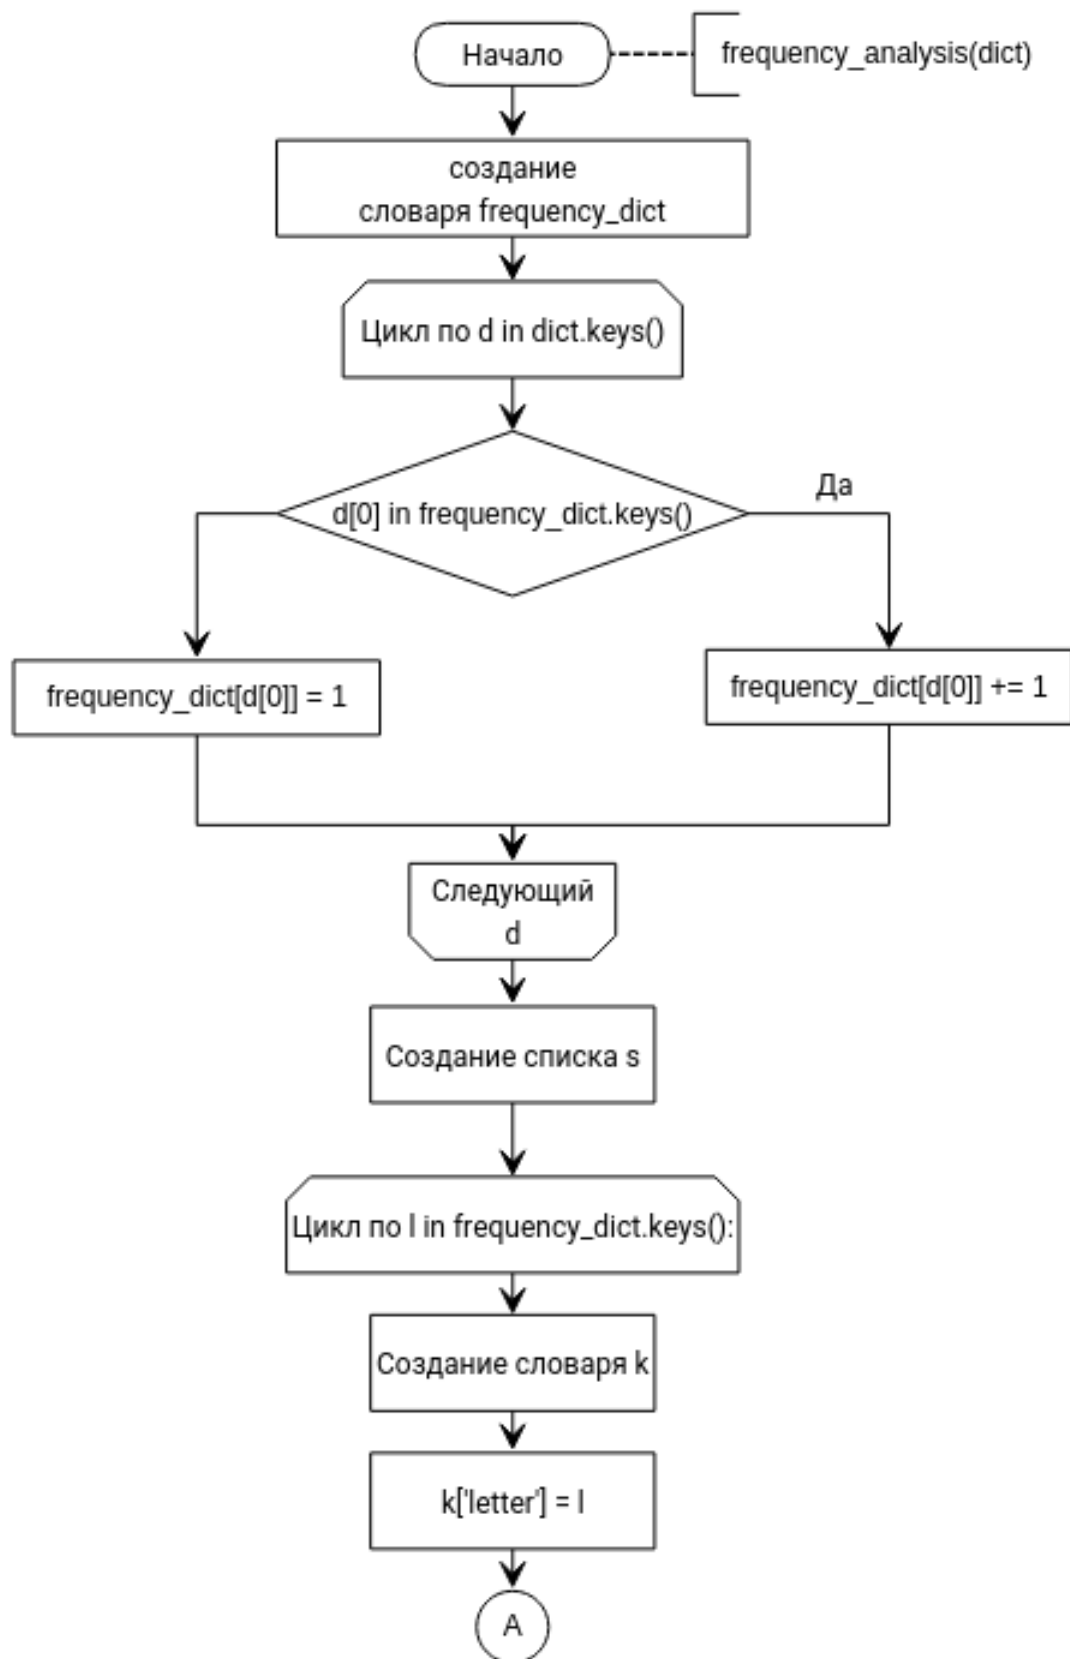 Начало
frequency_analysis(dict)
создание
словаря frequency_dict
Цикл по d in dict.keys()
d[0] in frequency_dict.keys()
Да
frequency_dict[d[0]] = 1
frequency_dict[d[0]] += 1
Следующий
d
Создание списка s
Цикл по l in frequency_dict.keys():
Создание словаря k
k['letter'] = l
A